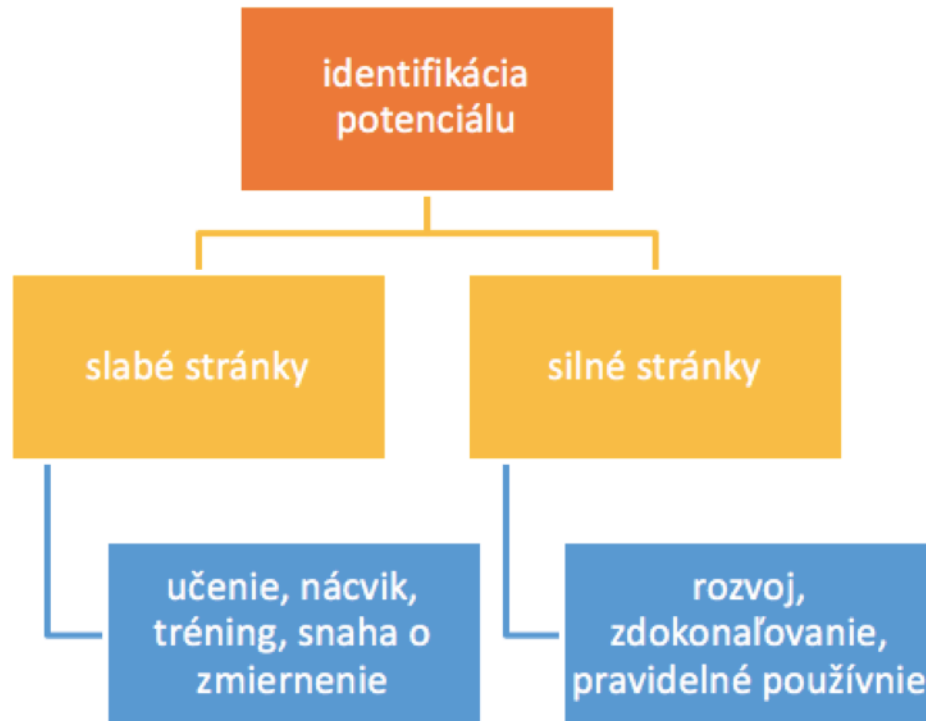 identifikácia
potenciálu
slabé stránky
silné stránky
učenie, nácvik,
tréning, snaha o
zmiernenie
rozvoj,
zdokonaľovanie,
pravidelné používnie